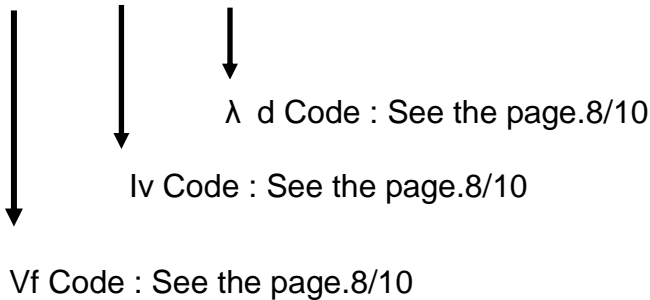 λ d Code : See the page.8/10
Iv Code : See the page.8/10
Vf Code : See the page.8/10